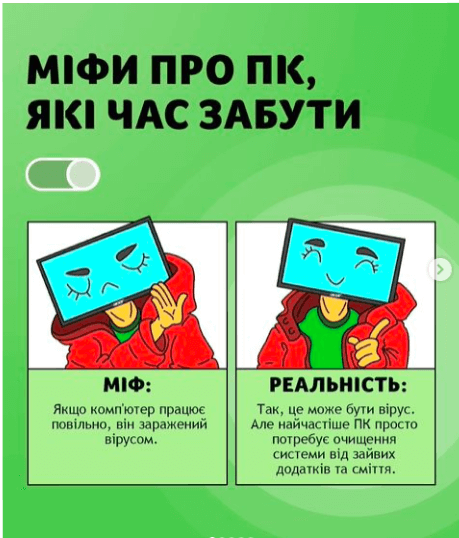 МІФИ ПРО ПК,
ЯКІ ЧАС ЗАБУТИ
МІФ:
Якщо комп'ютер працює
повільно, він заражений
вірусом.
РЕАЛЬНІСТЬ:
Так, це може бути вірус.
Але найчастіше ПК просто
потребує очищення
системи від зайвих
додатків та сміття.